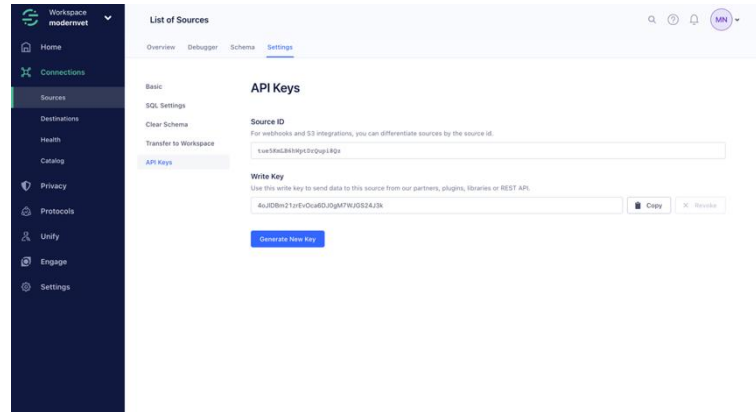 Workspace
modernvet
List of Sources
MN
Home
Overview Debugger Schema Settings
Connections
Basic
API Keys
Sources
SQL Settings
Destinations
Clear Schema
Source ID
For webhooks and S3 integrations, you can differentiate sources by the source id.
Health
Transfer to Workspace
Catalog
API Keys
Write Key
Privacy
Use this write key to send data to this source from our partners, plugins, libraries or REST API.
Copy
Revoke
Protocols
Unify
Generate New Key
Engage
Settings